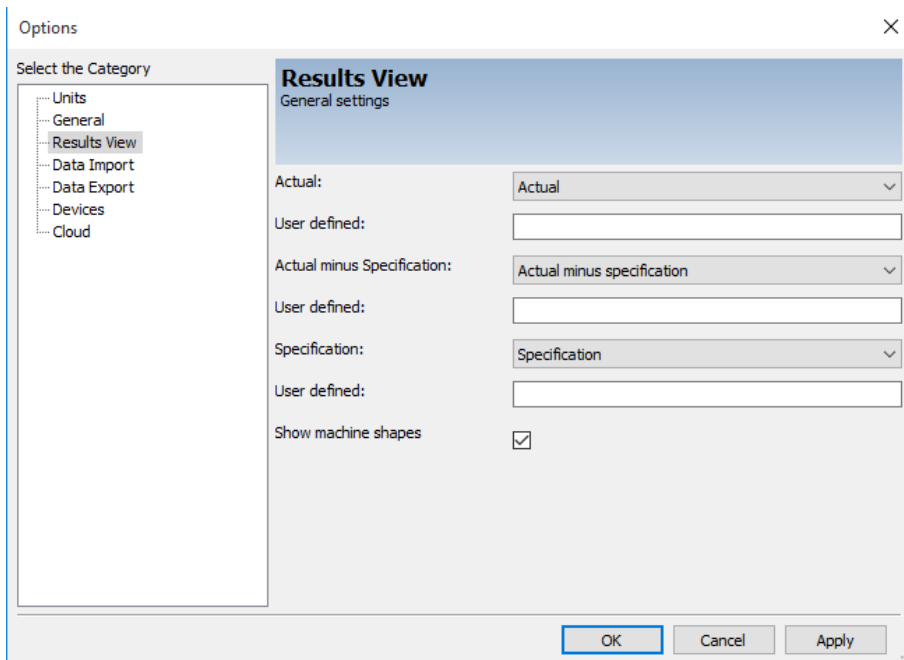 Options
Select the Category
Units
General
Results View
Data Import
Data Export
Devices
Cloud
Results View
General settings
Actual: Actual
User defined:
Actual minus Specification: Actual minus specification
User defined:
Specification: Specification
User defined:
Show machine shapes
OK Cancel Apply